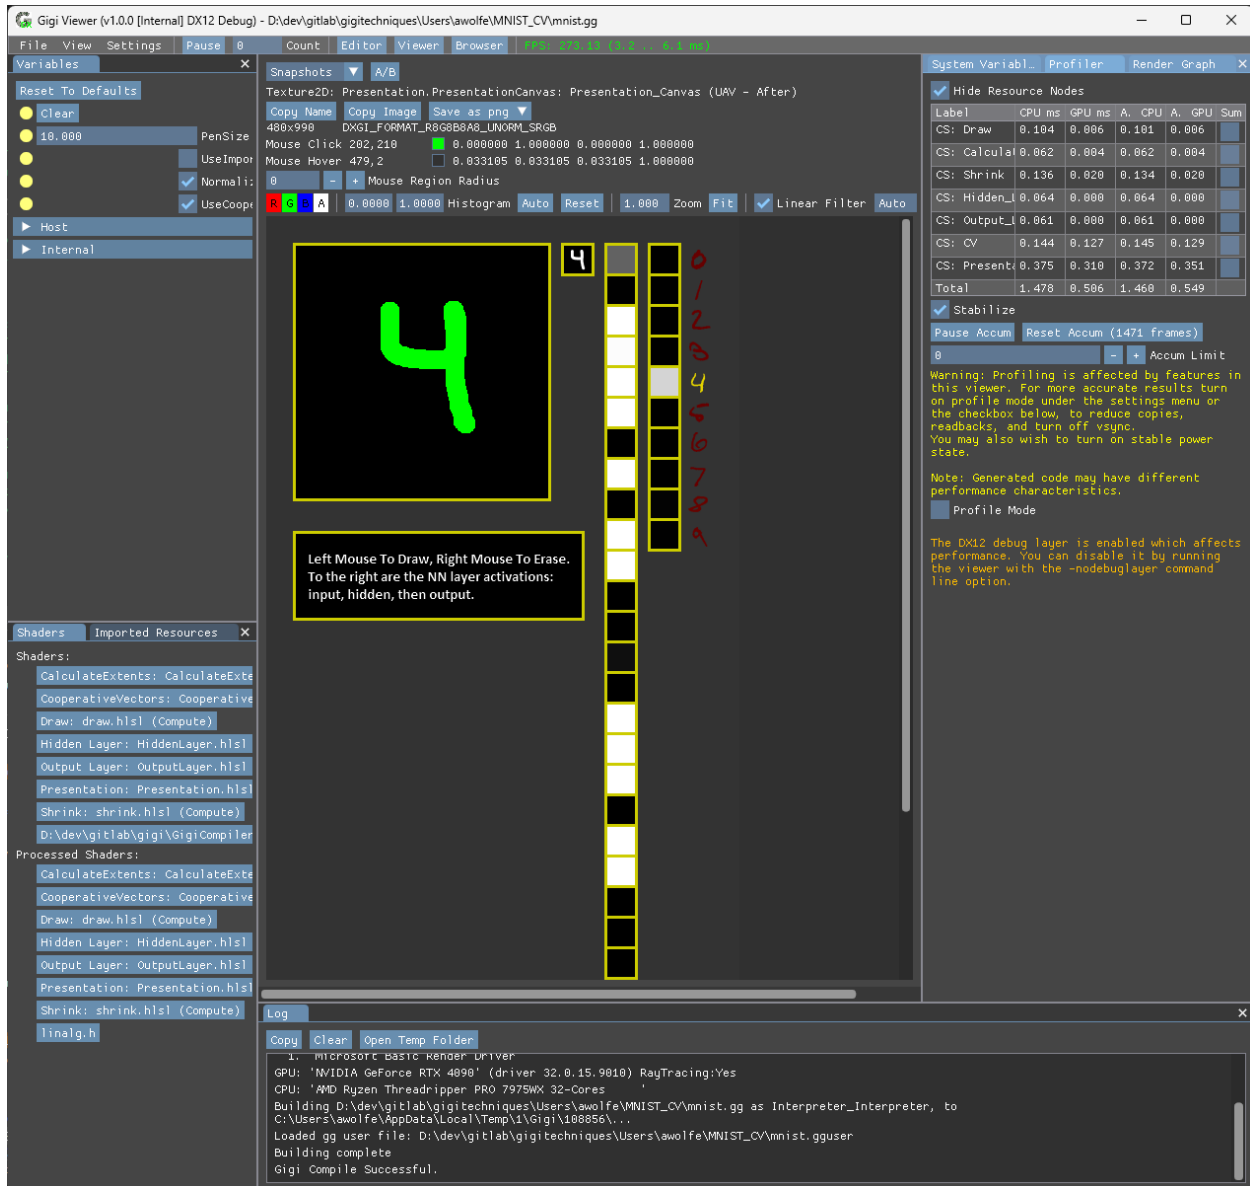 Gigi Viewer (v1.0.0 [Internal] DX12 Debug) - D:\dev\gitlab\gigitechniques\Users\awolfe\MNIST_CV\mnist.gg
File View Settings Pause 0 Count Editor Viewer Browser FPS: 273.13 (3.2 .. 6.1 ms)
Variables
Reset To Defaults
Clear
10.000 PenSize
UseImpor
Normali:
UseCoope
Host
Internal
Shaders Imported Resources
Shaders:
CalculateExtents: CalculateExte
CooperativeVectors: Cooperative
Draw: draw.hlsl (Compute)
Hidden Layer: HiddenLayer.hlsl
Output Layer: OutputLayer.hlsl
Presentation: Presentation.hlsl
Shrink: shrink.hlsl (Compute)
D:\dev\gitlab\gigi\GigiCompiler
Processed Shaders:
CalculateExtents: CalculateExte
CooperativeVectors: Cooperative
Draw: draw.hlsl (Compute)
Hidden Layer: HiddenLayer.hlsl
Output Layer: OutputLayer.hlsl
Presentation: Presentation.hlsl
Shrink: shrink.hlsl (Compute)
linalg.h
Snapshots A/B
Texture2D: Presentation.PresentationCanvas: Presentation_Canvas (UAV - After)
Copy Name Copy Image Save as png
480x990 DXGI_FORMAT_R8G8B8A8_UNORM_SRGB
Mouse Click 202,210 0.000000 1.000000 0.000000 1.000000
Mouse Hover 479,2 0.033105 0.033105 0.033105 1.000000
0 - + Mouse Region Radius
R G B A 0.0000 1.0000 Histogram Auto Reset 1.000 Zoom Fit Linear Filter Auto
4
4
0
1
2
3
4
5
6
7
8
9
Left Mouse To Draw, Right Mouse To Erase.
To the right are the NN layer activations:
input, hidden, then output.
Log
Copy Clear Open Temp Folder
1. Microsoft Basic Render Driver
GPU: 'NVIDIA GeForce RTX 4090' (driver 32.0.15.9010) RayTracing:Yes
CPU: 'AMD Ryzen Threadripper PRO 7975WX 32-Cores '
Building D:\dev\gitlab\gigitechniques\Users\awolfe\MNIST_CV\mnist.gg as Interpreter_Interpreter, to
C:\Users\awolfe\AppData\Local\Temp\1\Gigi\108856\...
Loaded gg user file: D:\dev\gitlab\gigitechniques\Users\awolfe\MNIST_CV\mnist.gguser
Building complete
Gigi Compile Successful.
System Variabl… Profiler Render Graph
Hide Resource Nodes
Label CPU ms GPU ms A. CPU A. GPU Sum
CS: Draw 0.104 0.006 0.101 0.006
CS: Calcula 0.062 0.004 0.062 0.004
CS: Shrink 0.136 0.020 0.134 0.020
CS: Hidden_L 0.064 0.000 0.064 0.000
CS: Output_L 0.061 0.000 0.061 0.000
CS: CV 0.144 0.127 0.145 0.129
CS: Present 0.375 0.310 0.372 0.351
Total 1.478 0.506 1.460 0.549
Stabilize
Pause Accum Reset Accum (1471 frames)
0 - + Accum Limit
Warning: Profiling is affected by features in
this viewer. For more accurate results turn
on profile mode under the settings menu or
the checkbox below, to reduce copies,
readbacks, and turn off vsync.
You may also wish to turn on stable power
state.
Note: Generated code may have different
performance characteristics.
Profile Mode
The DX12 debug layer is enabled which affects
performance. You can disable it by running
the viewer with the -nodebuglayer command
line option.